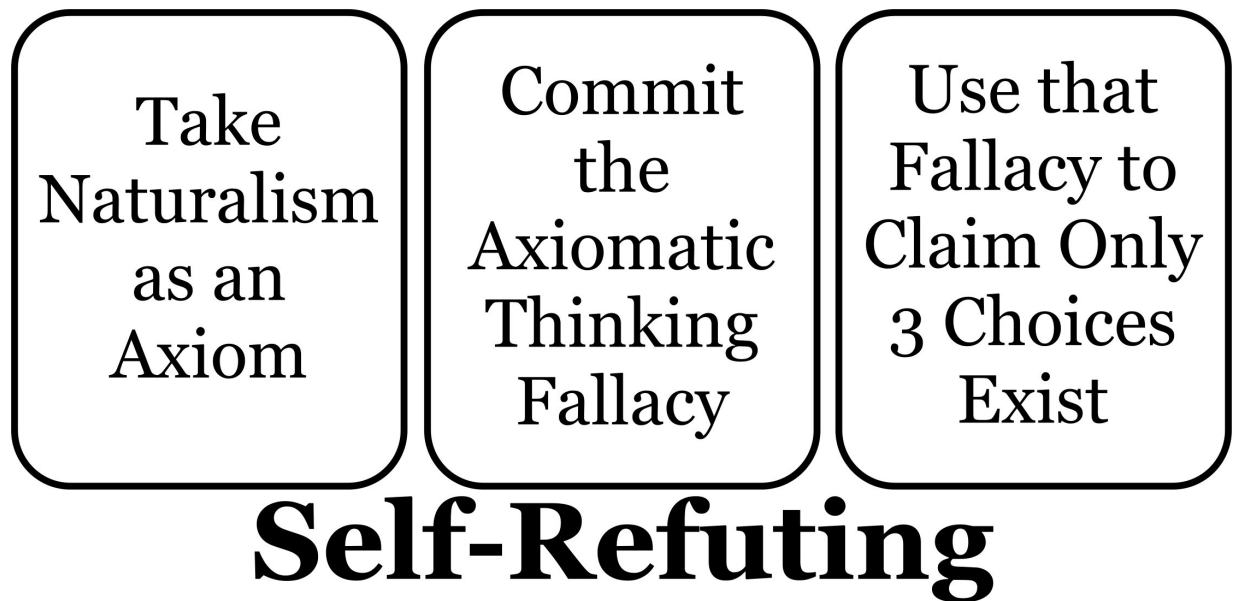 Take
Naturalism
as an
Axiom
Commit
the
Axiomatic
Thinking
Fallacy
Use that
Fallacy to
Claim Only
3 Choices
Exist
Self-Refuting